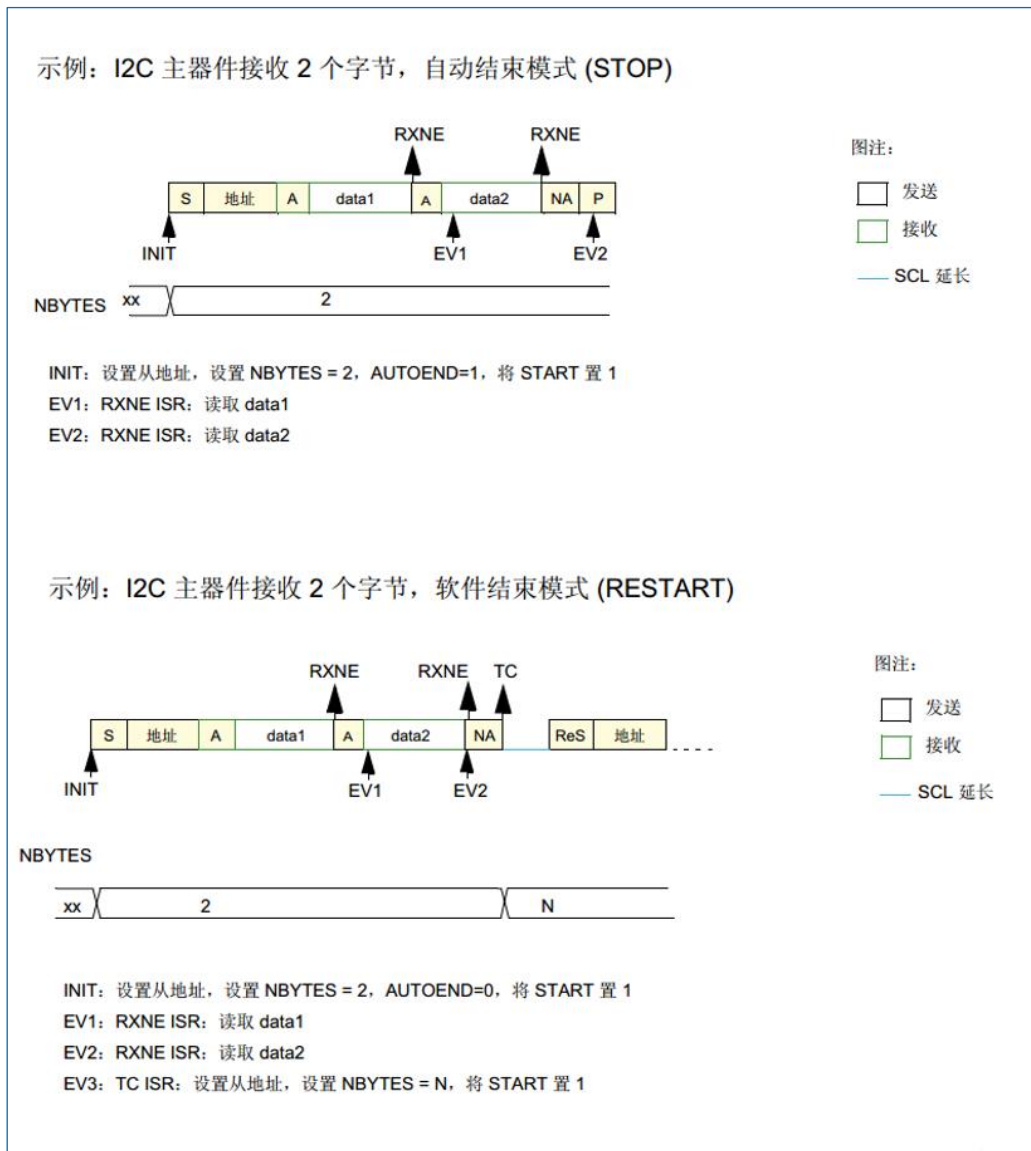 示例：I2C 主器件接收 2 个字节，自动结束模式 (STOP)
RXNE RXNE
图注：
S 地址 A data1 A data2 NA P
发送
接收
INIT EV1 EV2
SCL 延长
NBYTES xx 2
INIT：设置从地址，设置 NBYTES = 2，AUTOEND=1，将 START 置 1
EV1：RXNE ISR：读取 data1
EV2：RXNE ISR：读取 data2
示例：I2C 主器件接收 2 个字节，软件结束模式 (RESTART)
RXNE RXNE TC
图注：
S 地址 A data1 A data2 NA ReS 地址
发送
接收
INIT EV1 EV2
SCL 延长
NBYTES
xx 2 N
INIT：设置从地址，设置 NBYTES = 2，AUTOEND=0，将 START 置 1
EV1：RXNE ISR：读取 data1
EV2：RXNE ISR：读取 data2
EV3：TC ISR：设置从地址，设置 NBYTES = N，将 START 置 1